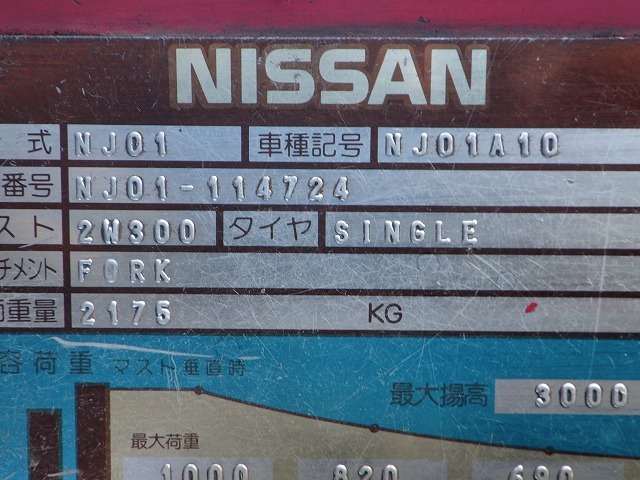 NISSAN
式 NJ01 車種記号 NJ01A10
番号 NJ01-114724
スト 2W300 タイヤ SINGLE
チメント FORK
重量 2175 KG
容荷重 マスト垂直時
最大揚高 3000
最大荷重
1000 820 690